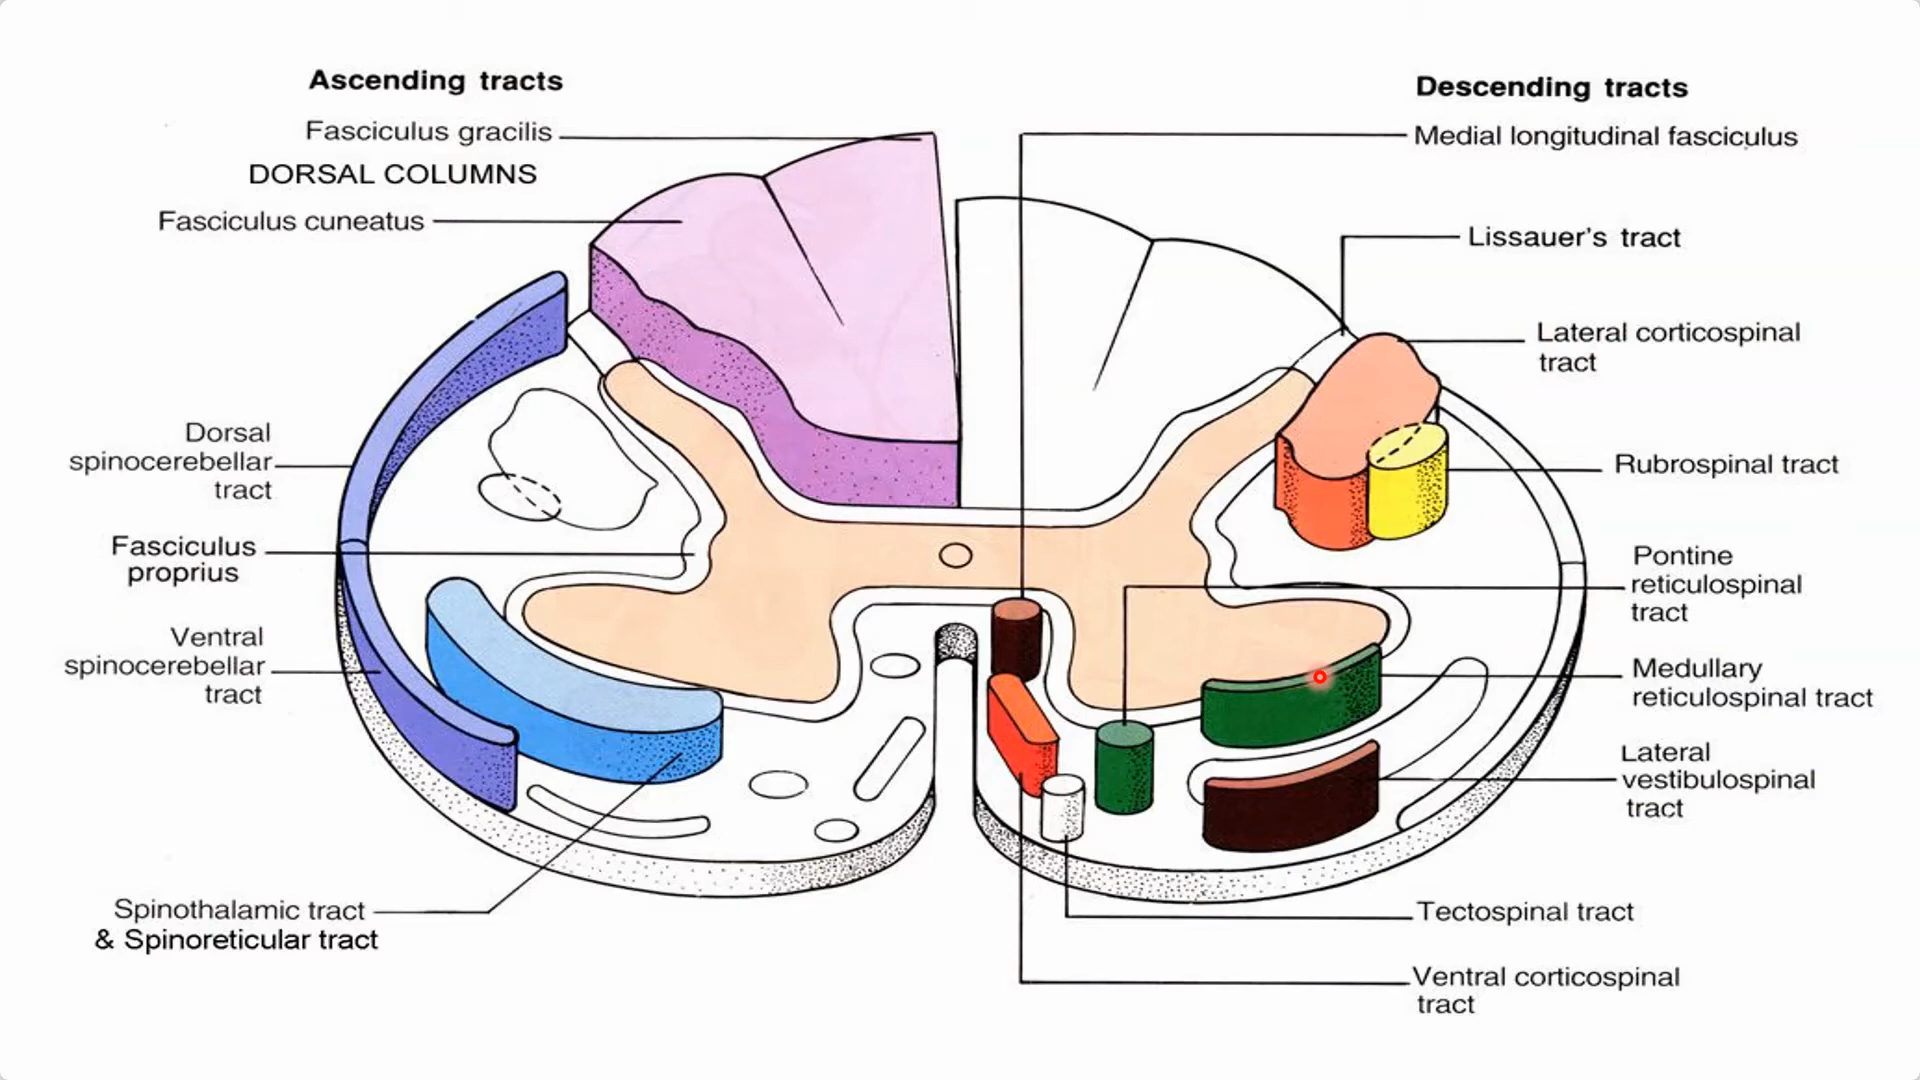 Ascending tracts
Fasciculus gracilis
DORSAL COLUMNS
Fasciculus cuneatus
Dorsal
spinocerebellar
tract
Fasciculus
proprius
Ventral
spinocerebellar
tract
Spinothalamic tract
& Spinoreticular tract
Descending tracts
Medial longitudinal fasciculus
Lissauer's tract
Lateral corticospinal
tract
Rubrospinal tract
Pontine
reticulospinal
tract
Medullary
reticulospinal tract
Lateral
vestibulospinal
tract
Tectospinal tract
Ventral corticospinal
tract